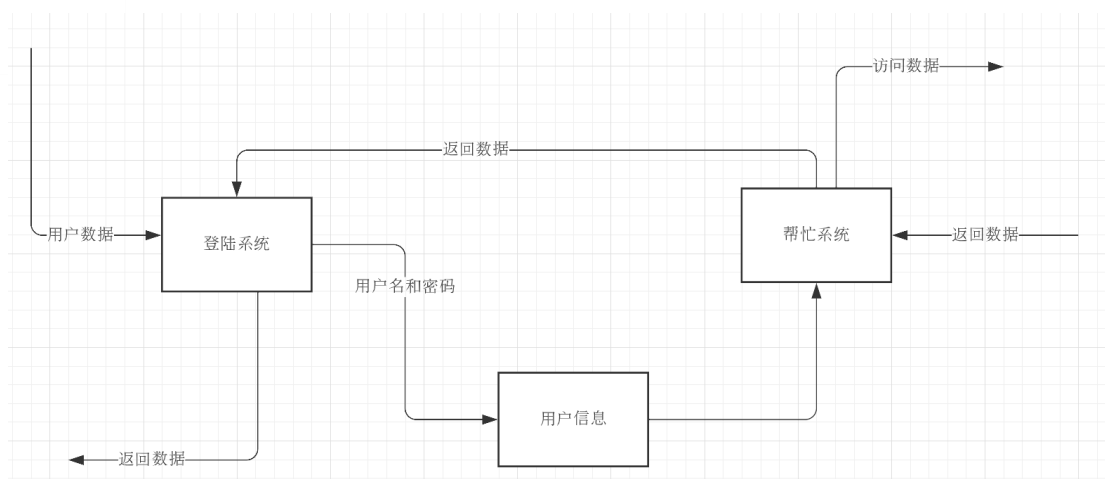 访问数据
返回数据
用户数据
登陆系统
帮忙系统
返回数据
用户名和密码
用户信息
返回数据